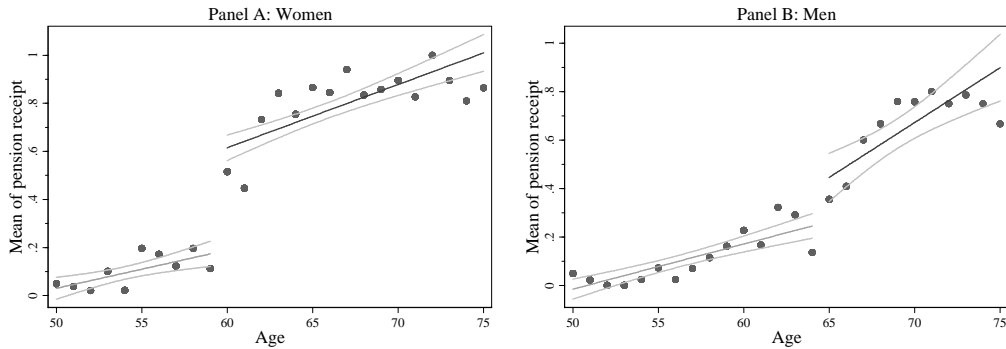 Panel A: Women
Mean of pension receipt
0 .2 .4 .6 .8 1
50 55 60 65 70 75
Age
Panel B: Men
Mean of pension receipt
0 .2 .4 .6 .8 1
50 55 60 65 70 75
Age